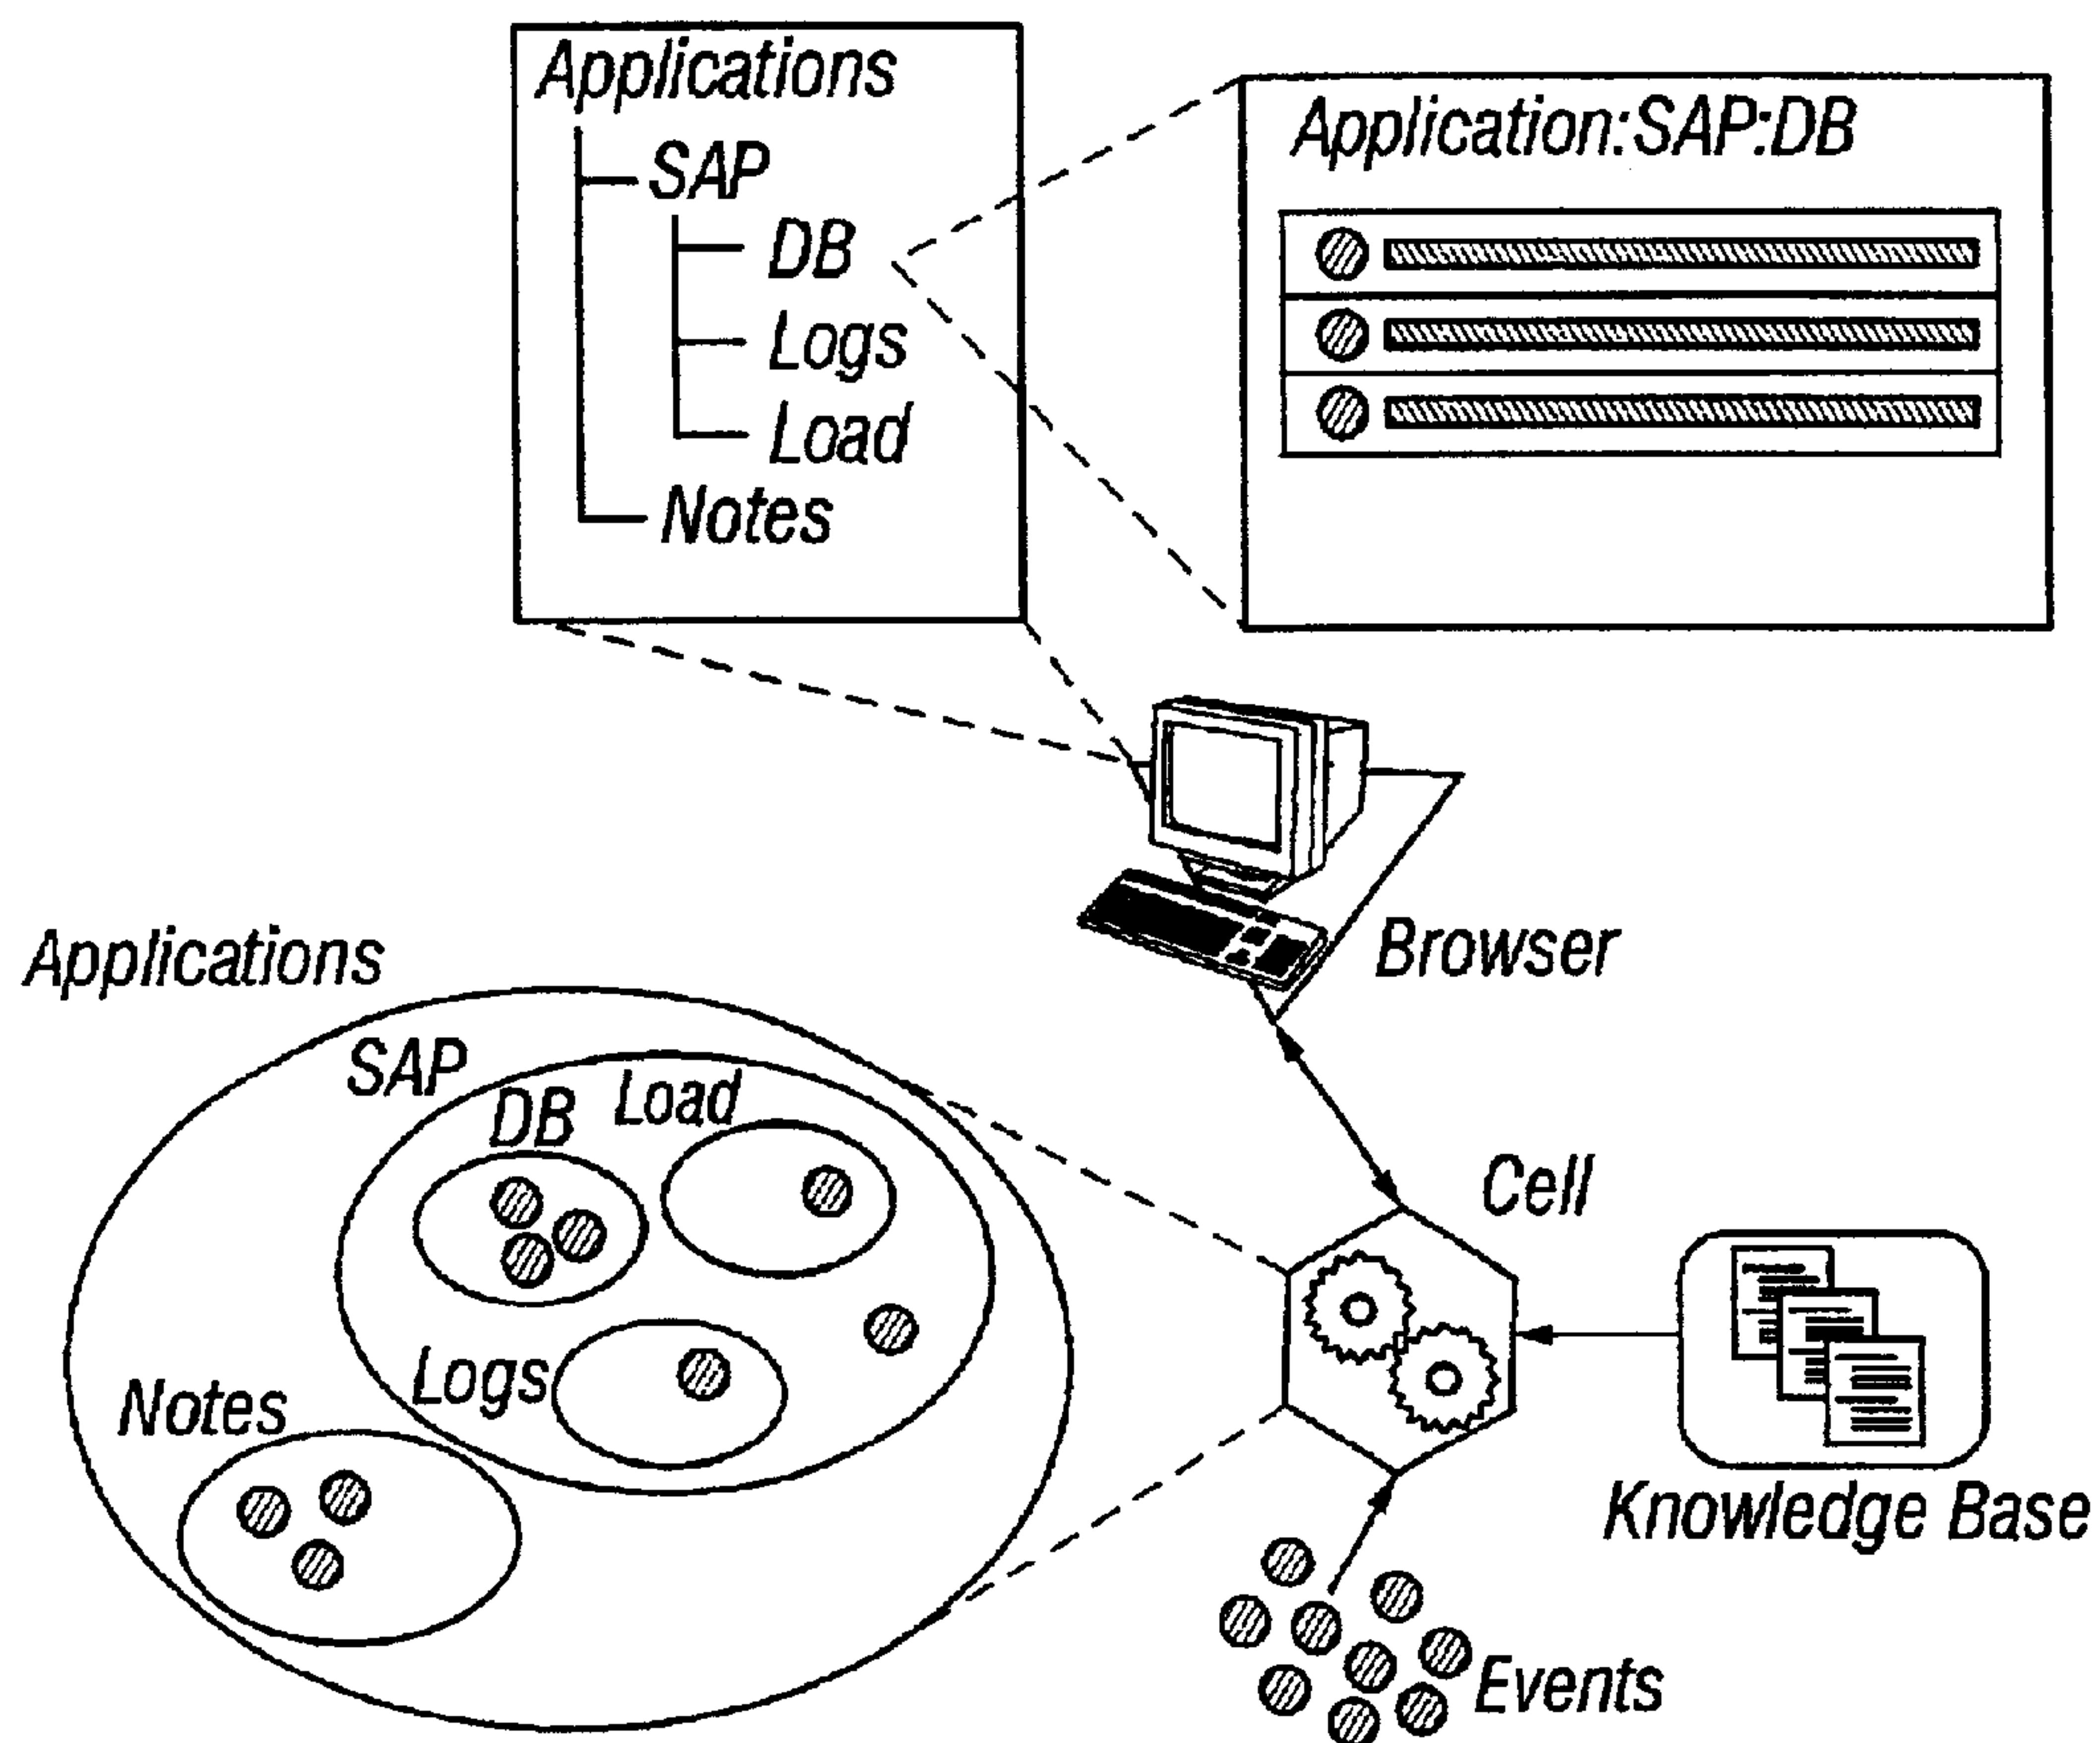 Applications
SAP
DB
Logs
Load
Notes
Application:SAP:DB
Browser
Applications
SAP
DB
Load
Logs
Notes
Cell
Knowledge Base
Events